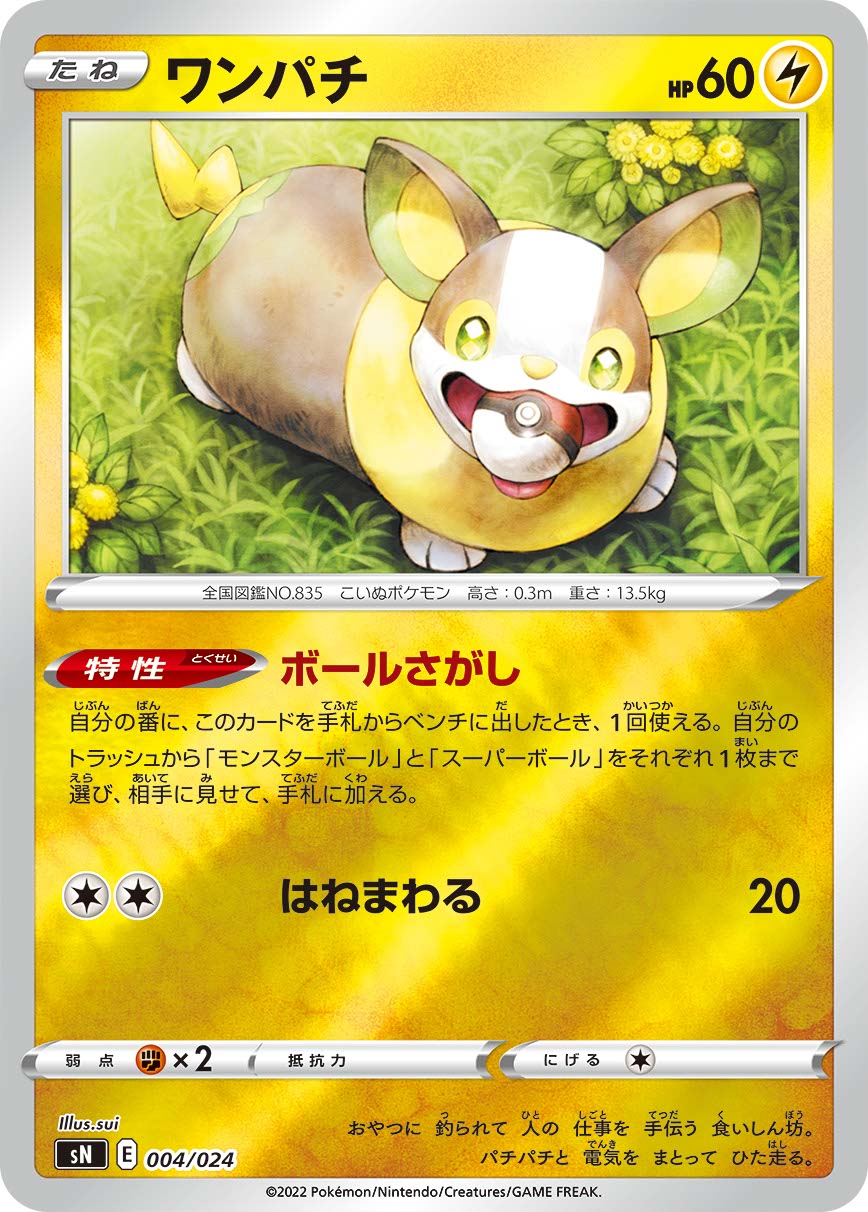 たね ワンパチ HP60
全国図鑑NO.835 こいぬポケモン 高さ:0.3m 重さ:13.5kg
特性 とくせい ボールさがし
自分の番に、このカードを手札からベンチに出したとき、1回使える。自分の
トラッシュから「モンスターボール」と「スーパーボール」をそれぞれ1枚まで
選び、相手に見せて、手札に加える。
はねまわる 20
弱点 ×2 抵抗力 にげる
Illus.sui
おやつに 釣られて 人の 仕事を 手伝う 食いしん坊。
sN E 004/024
パチパチと 電気を まとって ひた走る。
©2022 Pokémon/Nintendo/Creatures/GAME FREAK.